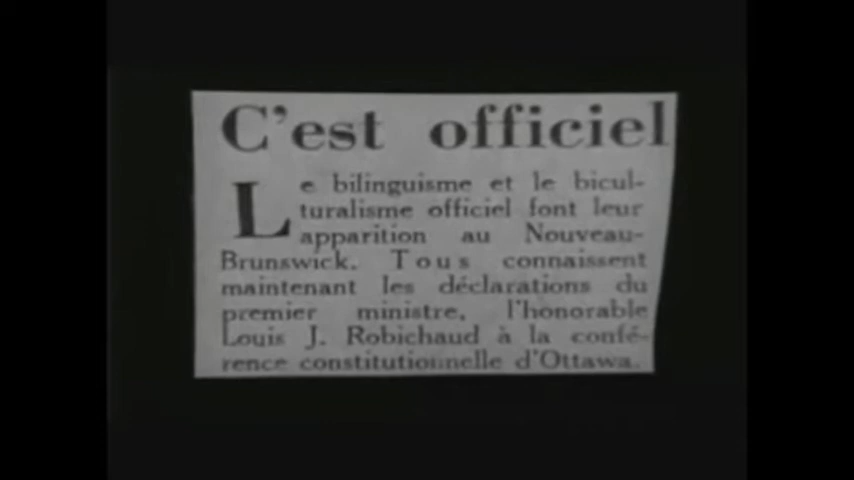 C'est officiel
Le bilinguisme et le bicul-
turalisme officiel font leur
apparition au Nouveau-
Brunswick. Tous connaissent
maintenant les déclarations du
premier ministre, l'honorable
Louis J. Robichaud à la confé-
rence constitutionnelle d'Ottawa.